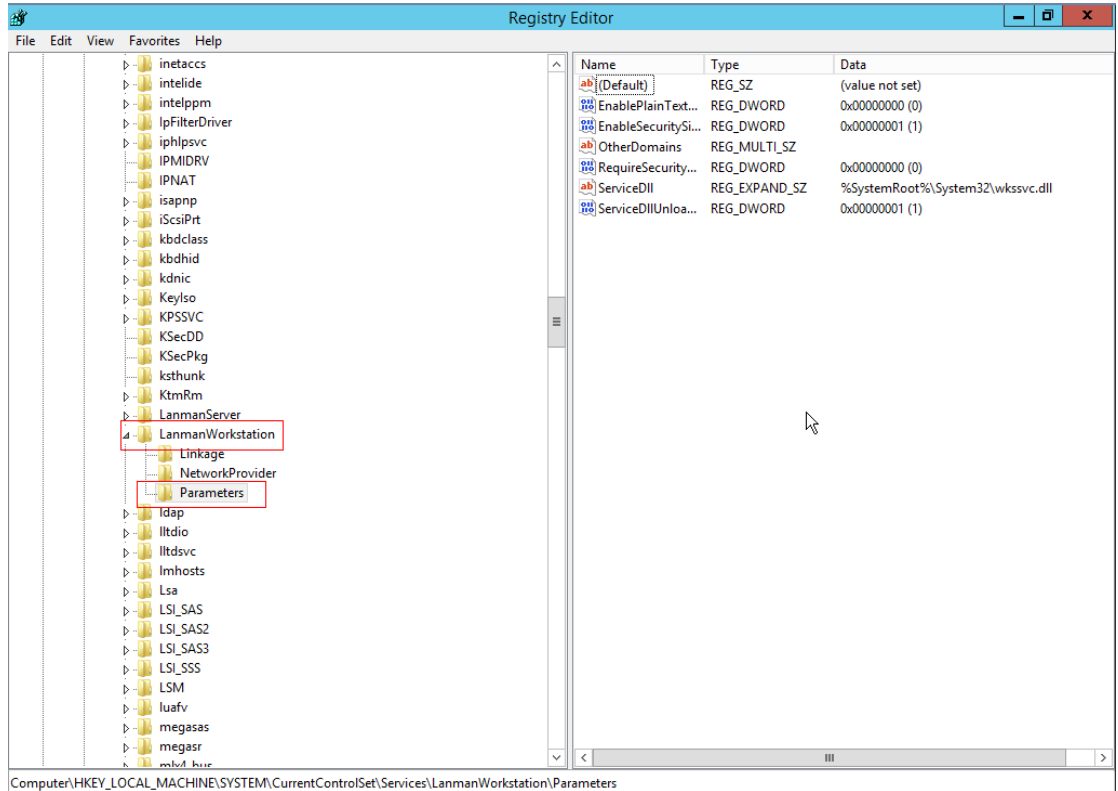 Registry Editor
File Edit View Favorites Help
inetaccs
intelide
intelppm
IpFilterDriver
iphlpsvc
IPMIDRV
IPNAT
isapnp
iScsiPrt
kbdclass
kbdhid
kdnic
KeyIso
KPSSVC
KSecDD
KSecPkg
ksthunk
KtmRm
LanmanServer
LanmanWorkstation
Linkage
NetworkProvider
Parameters
ldap
lltdio
lltdsvc
lmhosts
Lsa
LSI_SAS
LSI_SAS2
LSI_SAS3
LSI_SSS
LSM
luafv
megasas
megasr
mlx4_bus
Name Type Data
(Default) REG_SZ (value not set)
EnablePlainText... REG_DWORD 0x00000000 (0)
EnableSecuritySi... REG_DWORD 0x00000001 (1)
OtherDomains REG_MULTI_SZ
RequireSecurity... REG_DWORD 0x00000000 (0)
ServiceDll REG_EXPAND_SZ %SystemRoot%\System32\wkssvc.dll
ServiceDllUnloa... REG_DWORD 0x00000001 (1)
Computer\HKEY_LOCAL_MACHINE\SYSTEM\CurrentControlSet\Services\LanmanWorkstation\Parameters